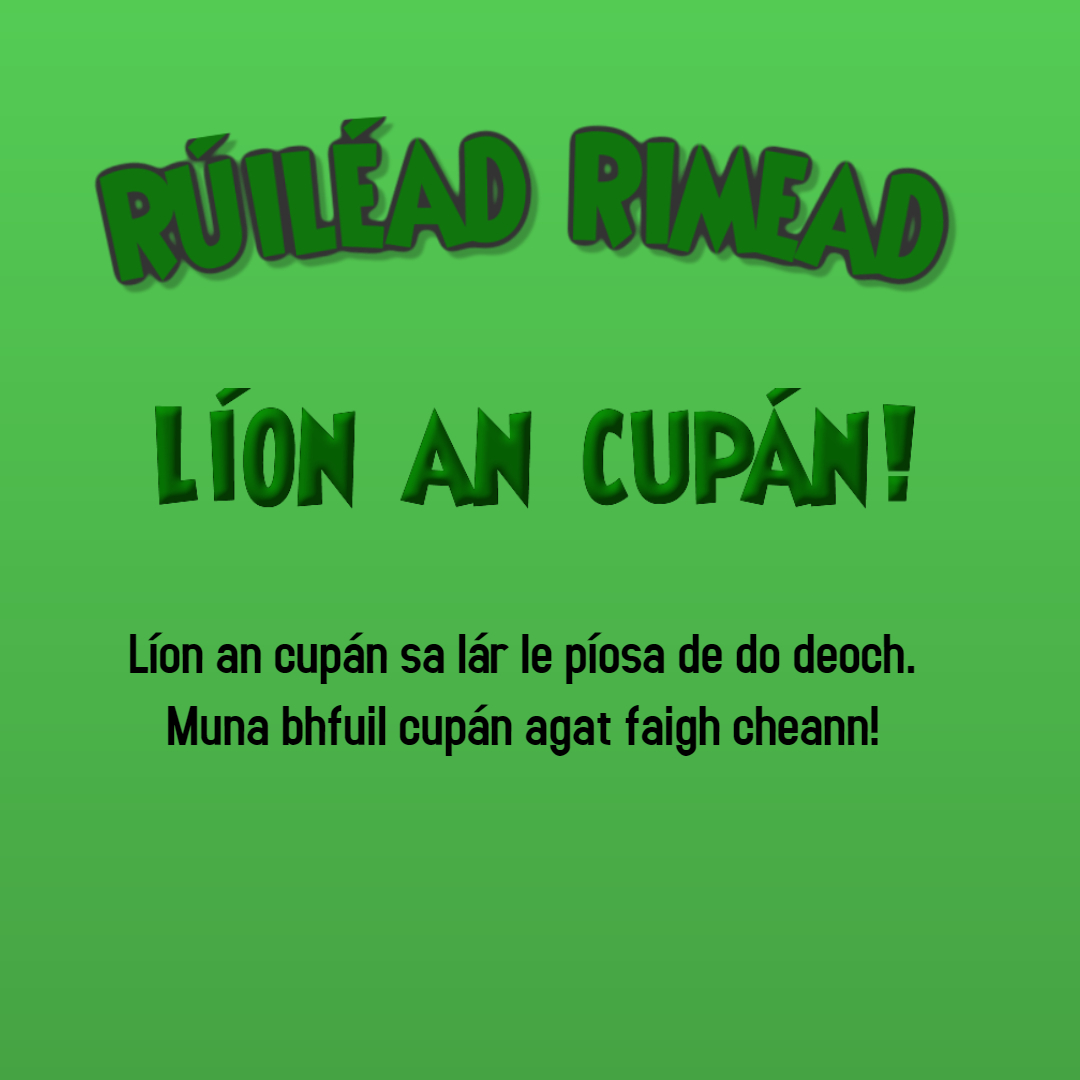 RÚILÉAD RIMEAD
LÍON AN CUPÁN!
Líon an cupán sa lár le píosa de do deoch.
Muna bhfuil cupán agat faigh cheann!